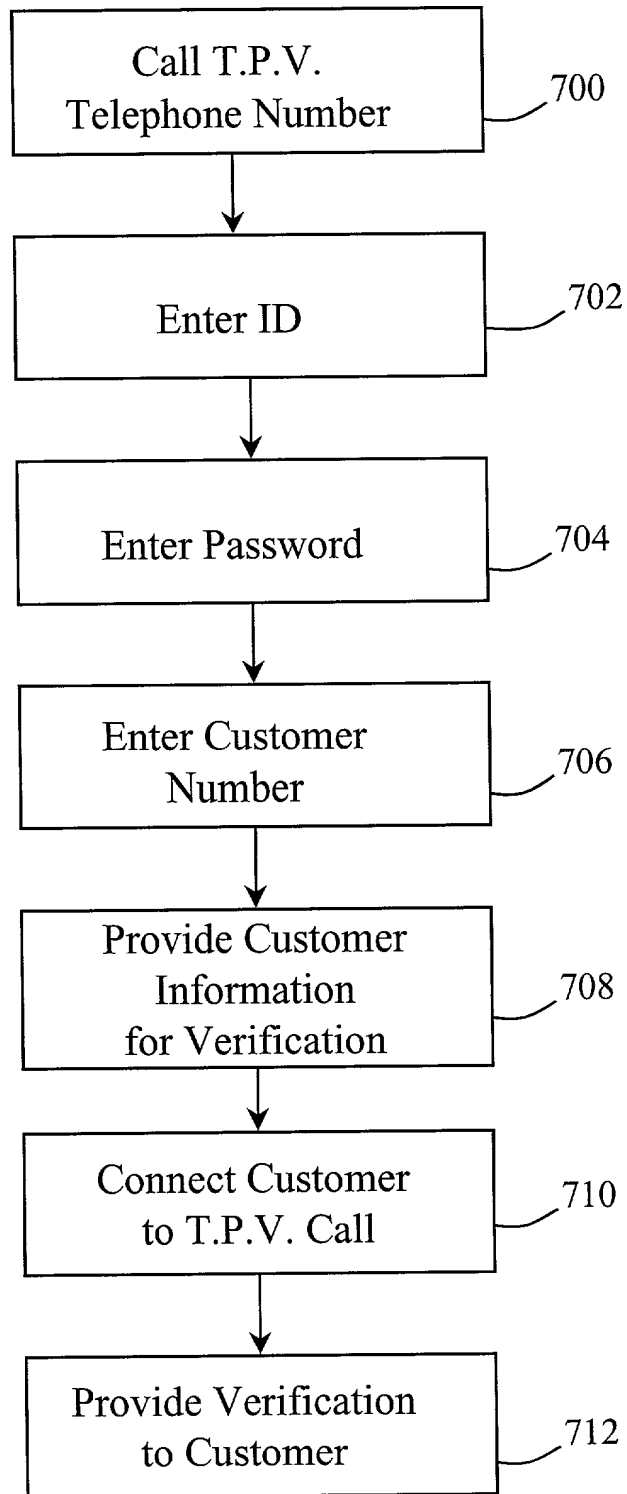 Call T.P.V.
Telephone Number
700
Enter ID
702
Enter Password
704
Enter Customer
Number
706
Provide Customer
Information
for Verification
708
Connect Customer
to T.P.V. Call
710
Provide Verification
to Customer
712